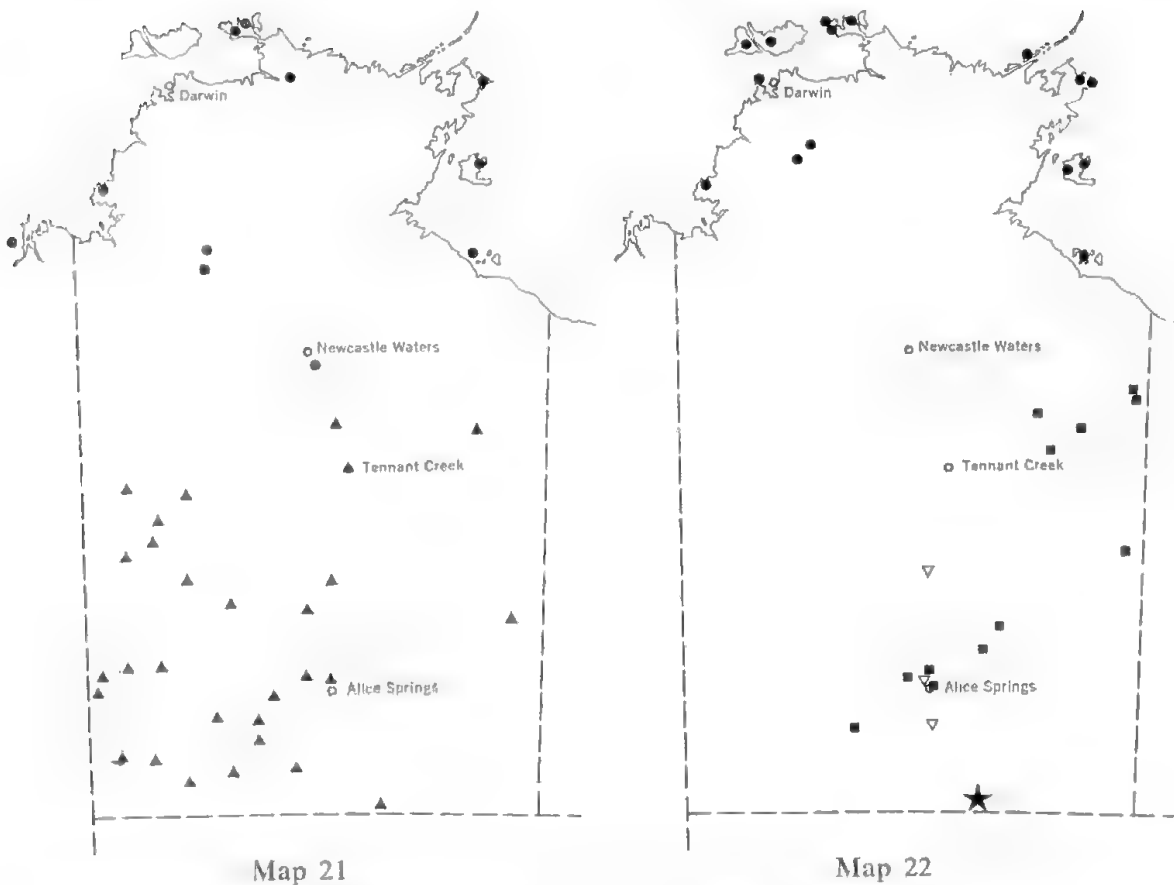 Darwin
Newcastle Waters
Tennant Creek
Alice Springs
Map 21
Darwin
Newcastle Waters
Tennant Creek
Alice Springs
Map 22